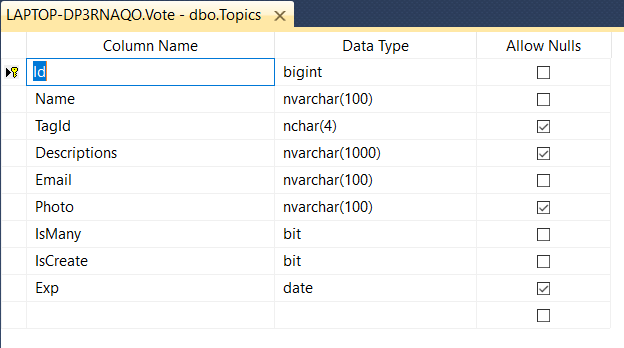 LAPTOP-DP3RNAQO.Vote - dbo.Topics
Column Name Data Type Allow Nulls
Id bigint
Name nvarchar(100)
TagId nchar(4)
Descriptions nvarchar(1000)
Email nvarchar(100)
Photo nvarchar(100)
IsMany bit
IsCreate bit
Exp date